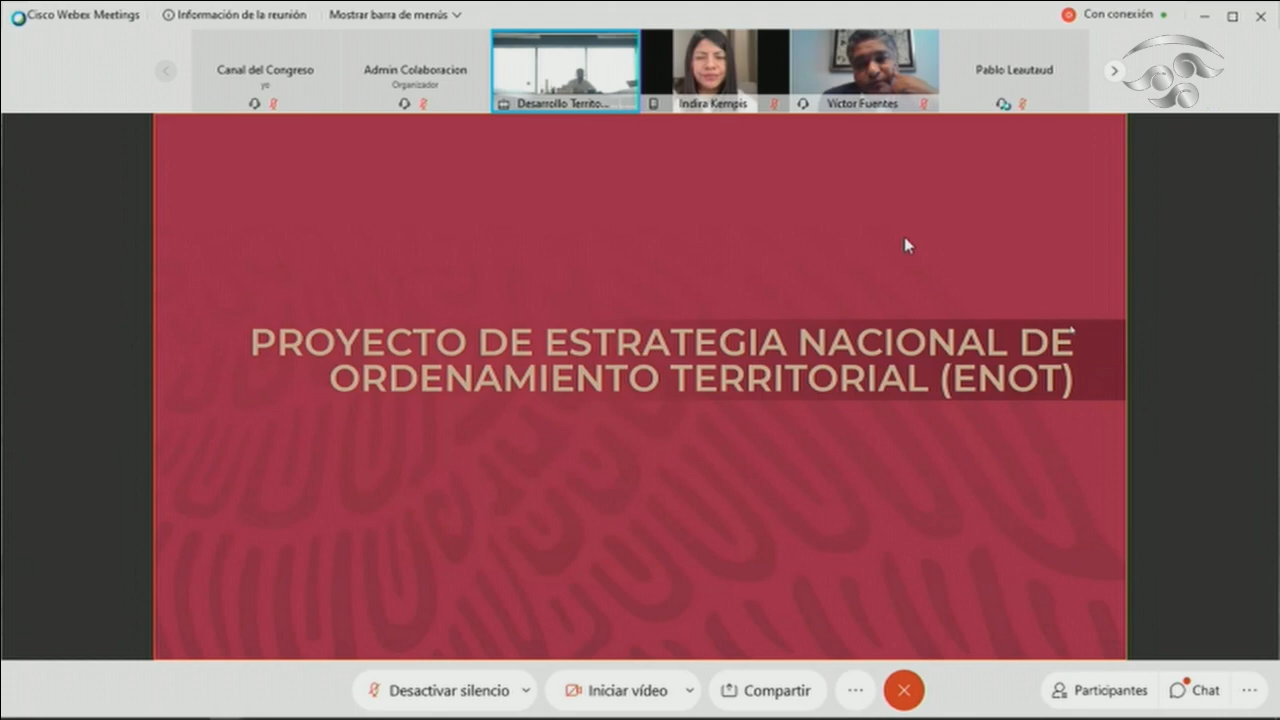 Cisco Webex Meetings
Información de la reunión
Mostrar barra de menús
Con conexión
Canal del Congreso
yo
Admin Colaboracion
Organizador
Desarrollo Territo...
Indira Kempis
Víctor Fuentes
Pablo Leautaud
PROYECTO DE ESTRATEGIA NACIONAL DE
ORDENAMIENTO TERRITORIAL (ENOT)
Desactivar silencio
Iniciar vídeo
Compartir
Participantes
Chat